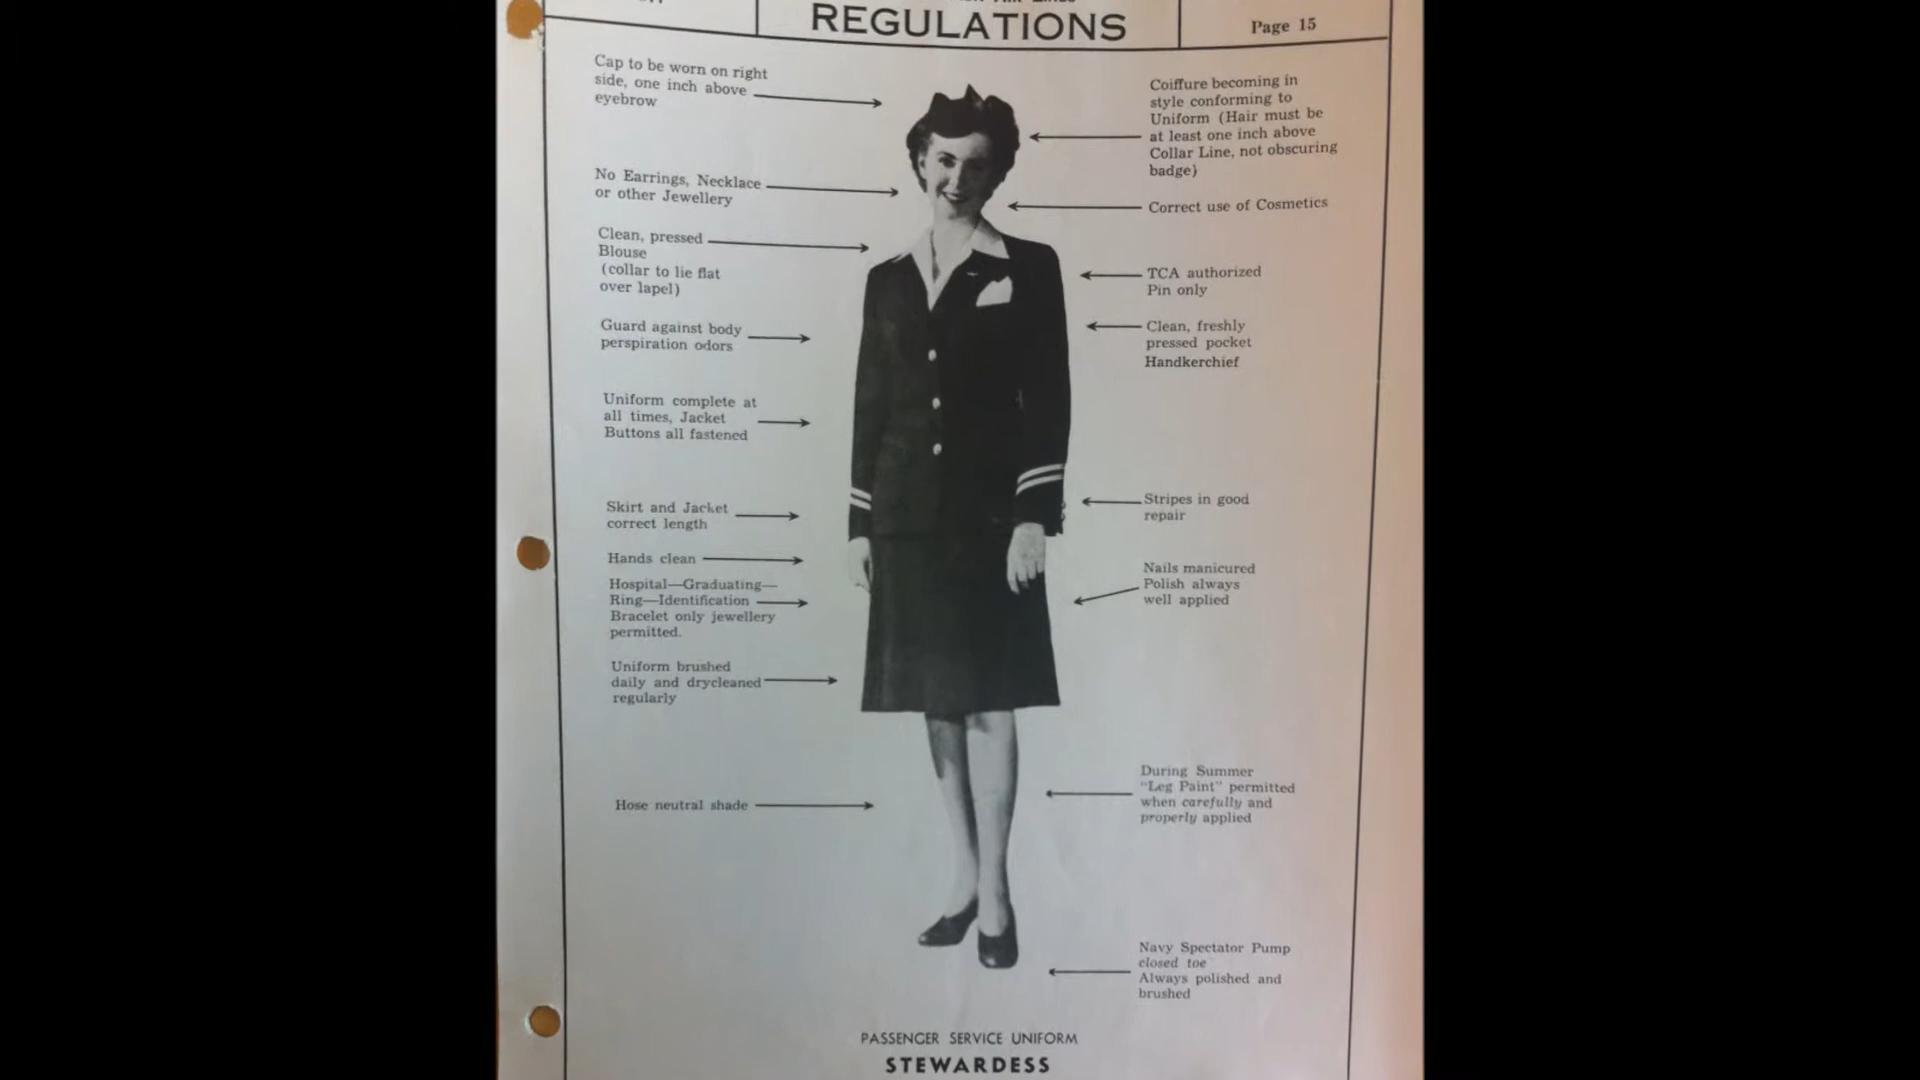 REGULATIONS
Page 15
Cap to be worn on right
side, one inch above
eyebrow
No Earrings, Necklace
or other Jewellery
Clean, pressed
Blouse
(collar to lie flat
over lapel)
Guard against body
perspiration odors
Uniform complete at
all times, Jacket
Buttons all fastened
Skirt and Jacket
correct length
Hands clean
Hospital—Graduating—
Ring—Identification
Bracelet only jewellery
permitted.
Uniform brushed
daily and drycleaned
regularly
Hose neutral shade
Coiffure becoming in
style conforming to
Uniform (Hair must be
at least one inch above
Collar Line, not obscuring
badge)
Correct use of Cosmetics
TCA authorized
Pin only
Clean, freshly
pressed pocket
Handkerchief
Stripes in good
repair
Nails manicured
Polish always
well applied
During Summer
"Leg Paint" permitted
when carefully and
properly applied
Navy Spectator Pump
closed toe
Always polished and
brushed
PASSENGER SERVICE UNIFORM
STEWARDESS